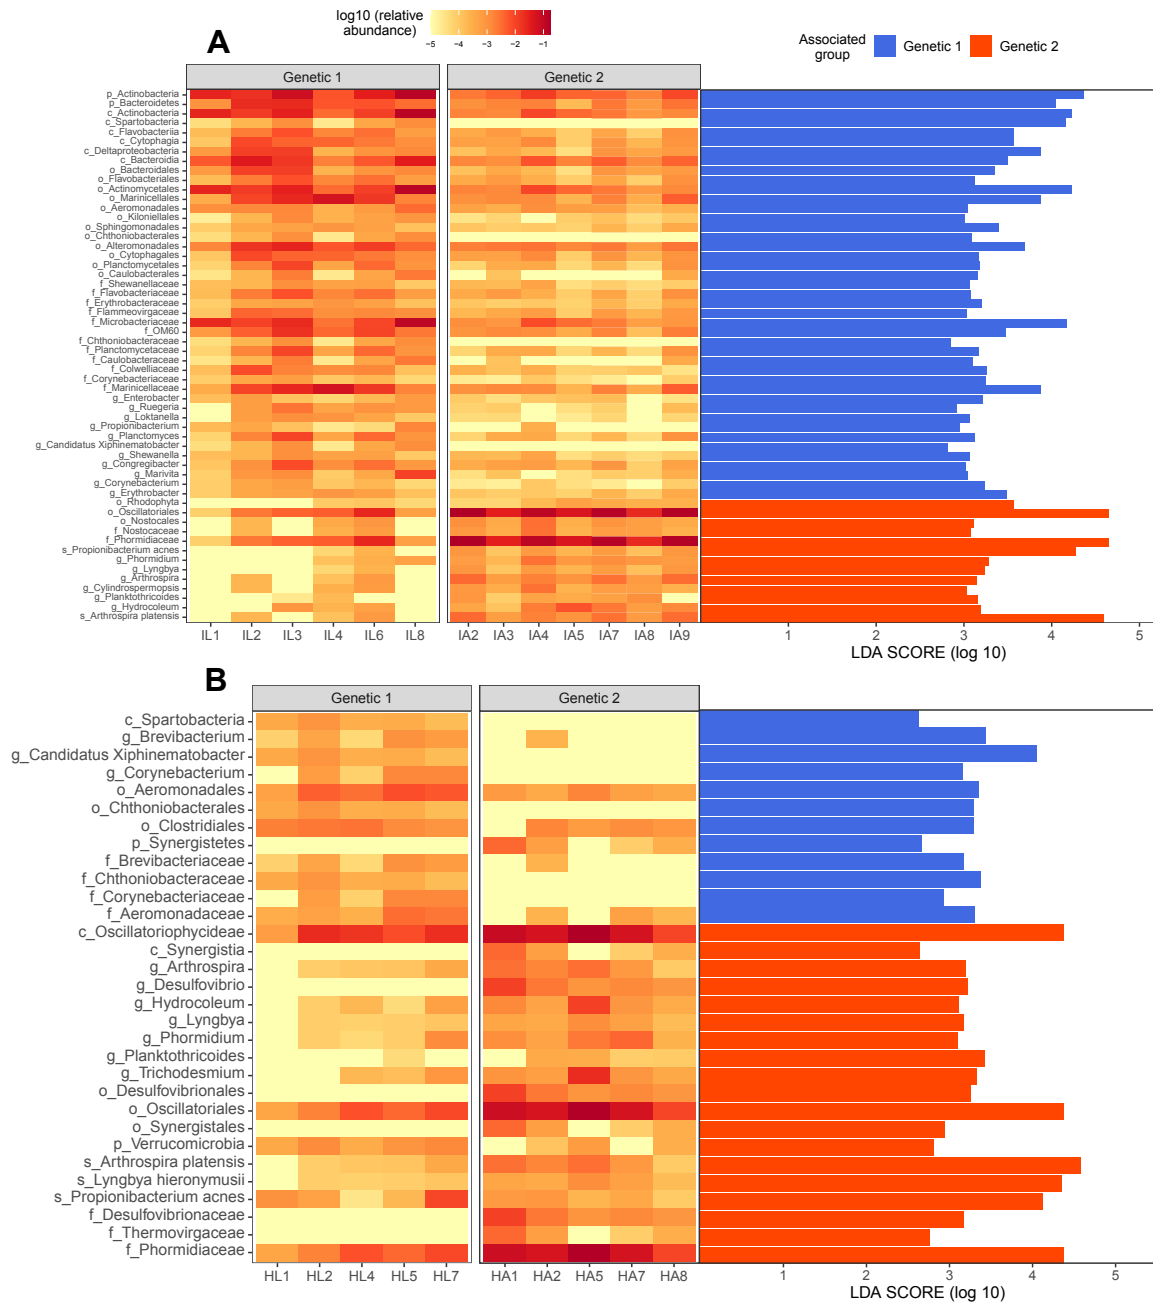 log10 (relative
abundance)
−5 −4 −3 −2 −1
Associated
group
Genetic 1
Genetic 2
A
Genetic 1
Genetic 2
p_Actinobacteria
p_Bacteroidetes
c_Actinobacteria
c_Spartobacteria
c_Flavobacteriia
c_Cytophagia
c_Deltaproteobacteria
c_Bacteroidia
o_Bacteroidales
o_Flavobacteriales
o_Actinomycetales
o_Marinicellales
o_Aeromonadales
o_Kiloniellales
o_Sphingomonadales
o_Chthoniobacterales
o_Alteromonadales
o_Cytophagales
o_Planctomycetales
o_Caulobacterales
f_Shewanellaceae
f_Flavobacteriaceae
f_Erythrobacteraceae
f_Flammeovirgaceae
f_Microbacteriaceae
f_OM60
f_Chthoniobacteraceae
f_Planctomycetaceae
f_Caulobacteraceae
f_Colwelliaceae
f_Corynebacteriaceae
f_Marinicellaceae
g_Enterobacter
g_Ruegeria
g_Loktanella
g_Propionibacterium
g_Planctomyces
g_Candidatus Xiphinematobacter
g_Shewanella
g_Congregibacter
g_Marivita
g_Corynebacterium
g_Erythrobacter
o_Rhodophyta
o_Oscillatoriales
o_Nostocales
f_Nostocaceae
f_Phormidiaceae
s_Propionibacterium acnes
g_Phormidium
g_Lyngbya
g_Arthrospira
g_Cylindrospermopsis
g_Planktothricoides
g_Hydrocoleum
s_Arthrospira platensis
IL1 IL2 IL3 IL4 IL6 IL8 IA2 IA3 IA4 IA5 IA7 IA8 IA9
1 2 3 4 5
LDA SCORE (log 10)
B
Genetic 1
Genetic 2
c_Spartobacteria
g_Brevibacterium
g_Candidatus Xiphinematobacter
g_Corynebacterium
o_Aeromonadales
o_Chthoniobacterales
o_Clostridiales
p_Synergistetes
f_Brevibacteriaceae
f_Chthoniobacteraceae
f_Corynebacteriaceae
f_Aeromonadaceae
c_Oscillatoriophycideae
c_Synergistia
g_Arthrospira
g_Desulfovibrio
g_Hydrocoleum
g_Lyngbya
g_Phormidium
g_Planktothricoides
g_Trichodesmium
o_Desulfovibrionales
o_Oscillatoriales
o_Synergistales
p_Verrucomicrobia
s_Arthrospira platensis
s_Lyngbya hieronymusii
s_Propionibacterium acnes
f_Desulfovibrionaceae
f_Thermovirgaceae
f_Phormidiaceae
HL1 HL2 HL4 HL5 HL7 HA1 HA2 HA5 HA7 HA8
1 2 3 4 5
LDA SCORE (log 10)